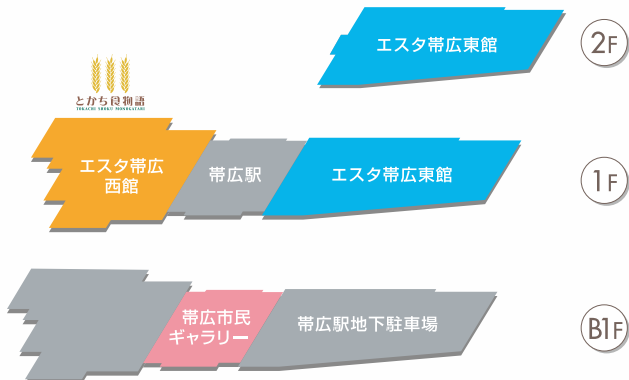 エスタ帯広東館
2F
とかち食物語
TOKACHI SHOKU MONOGATARI
エスタ帯広
西館
帯広駅
エスタ帯広東館
1F
帯広市民
ギャラリー
帯広駅地下駐車場
B1F